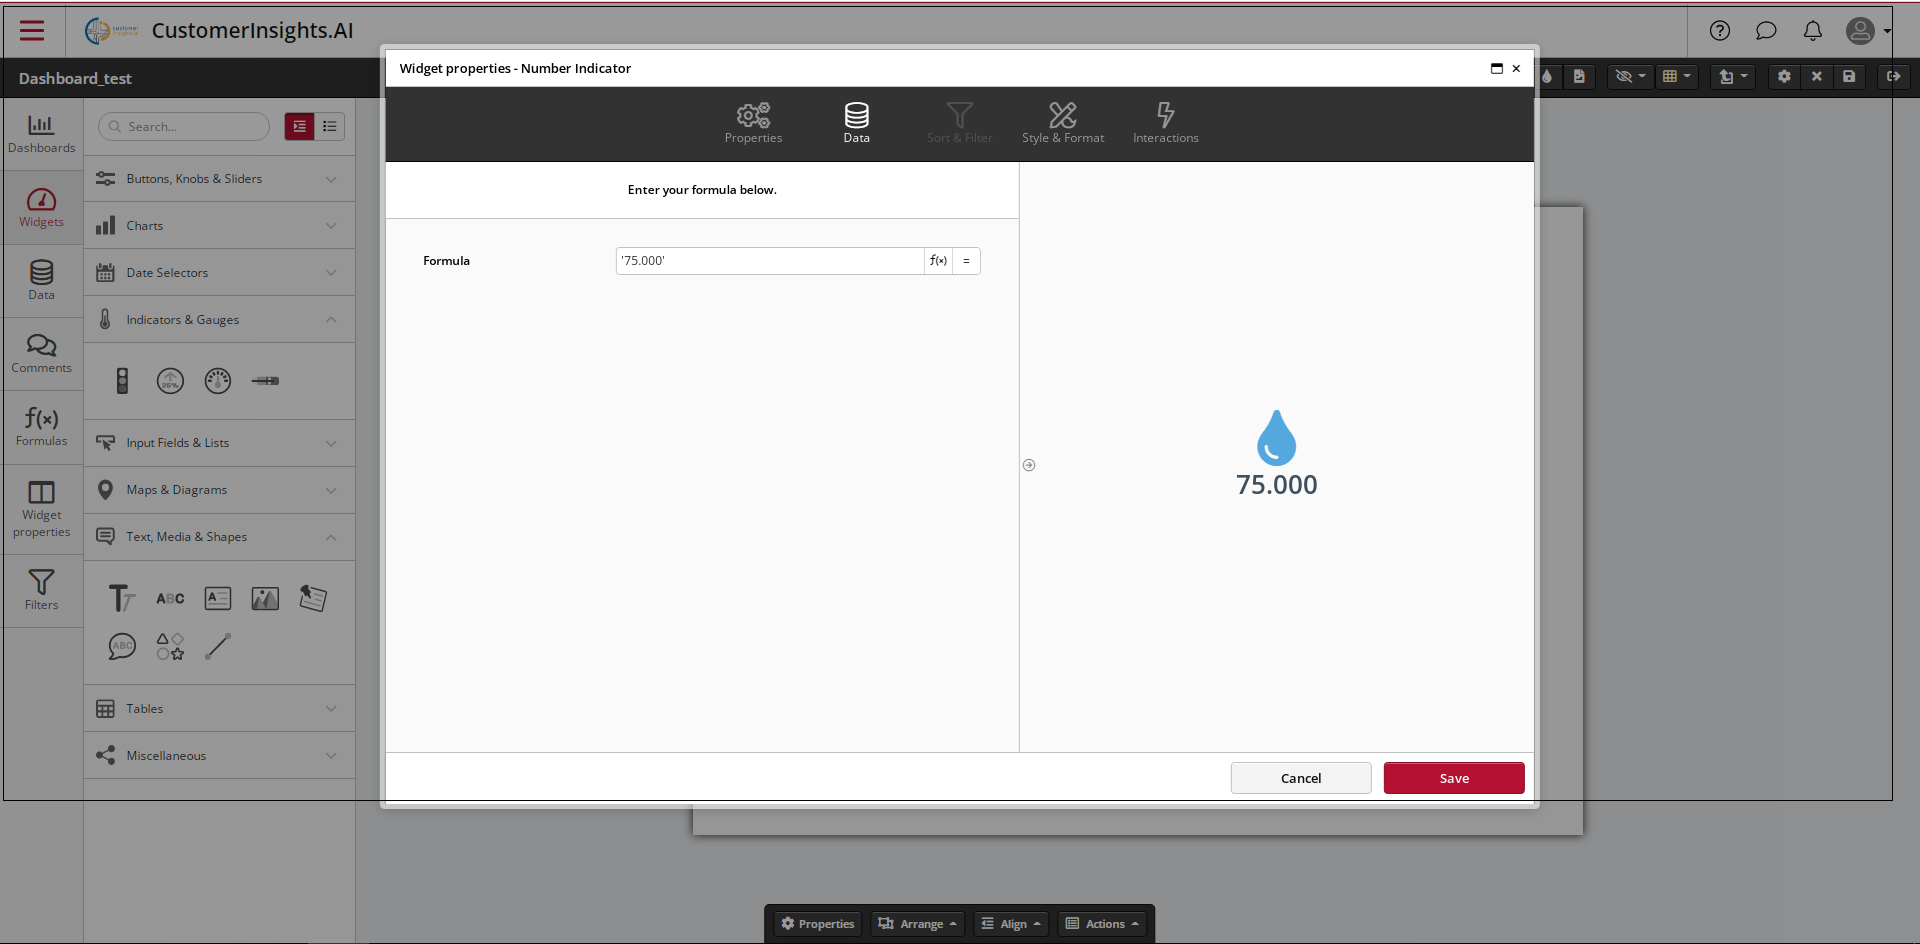 CustomerInsights.AI
Dashboard_test
Widget properties - Number Indicator
Properties
Data
Sort & Filter
Style & Format
Interactions
Dashboards
Widgets
Data
Comments
Formulas
Widget
properties
Filters
Search...
Buttons, Knobs & Sliders
Charts
Date Selectors
Indicators & Gauges
25%
Input Fields & Lists
Maps & Diagrams
Text, Media & Shapes
ABC
ABC
Tables
Miscellaneous
Enter your formula below.
Formula
'75.000'
f(x)
=
75.000
Cancel
Save
Properties
Arrange
Align
Actions